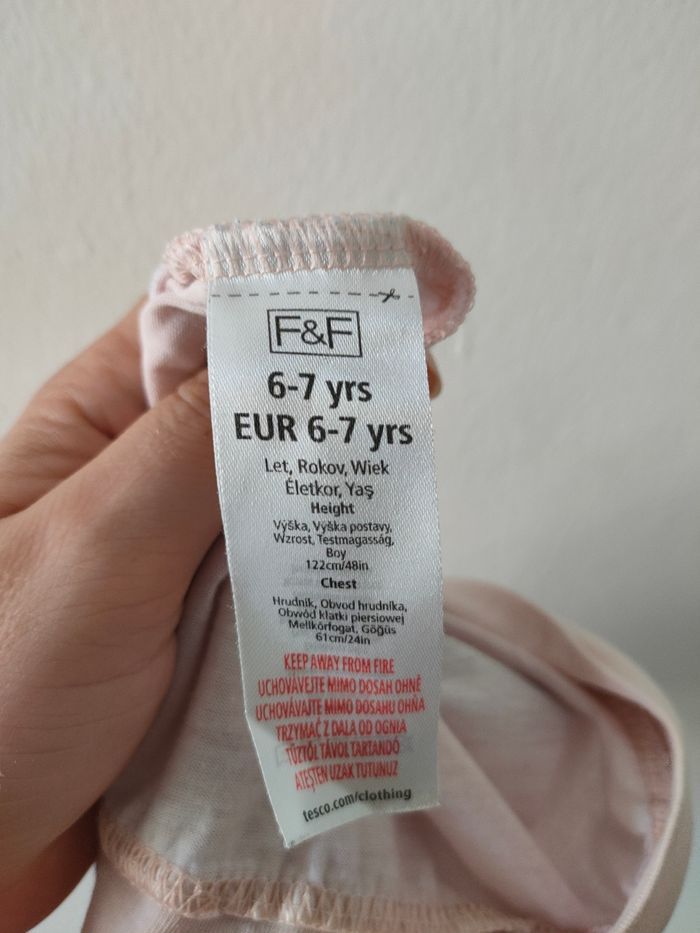 F&F
6-7 yrs
EUR 6-7 yrs
Let, Rokov, Wiek
Életkor, Yaş
Height
Výška, Výška postavy,
Wzrost, Testmagasság,
Boy
122cm/48in
Chest
Hrudník, Obvod hrudníka,
Obwód klatki piersiowej
Mellkörfogat, Göğüs
61cm/24in
KEEP AWAY FROM FIRE
UCHOVÁVEJTE MIMO DOSAH OHNĚ
UCHOVÁVAJTE MIMO DOSAHU OHŇA
TRZYMAĆ Z DALA OD OGNIA
TŰZTŐL TÁVOL TARTANDÓ
ATEŞTEN UZAK TUTUNUZ
tesco.com/clothing